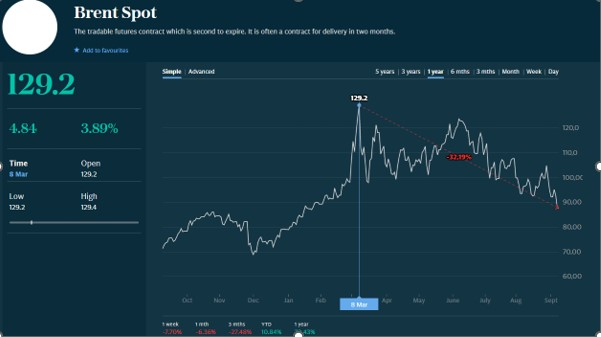 Brent Spot
The tradable futures contract which is second to expire. It is often a contract for delivery in two months.
★ Add to favourites
129.2
4.84 3.89%
Time Open
8 Mar 129.2
Low High
129.2 129.4
Simple | Advanced
5 years | 3 years | 1 year | 6 mths | 3 mths | Month | Week | Day
129.2
120,0
110,0
-32,19%
100,00
90.00
80.00
70,00
60,00
Oct Nov Dec Jan Feb 8 Mar Apr May June July Aug Sept
1 week 1 mth 3 mths YTD 1 year
-7.70% -6.36% -27.48% 10.84%